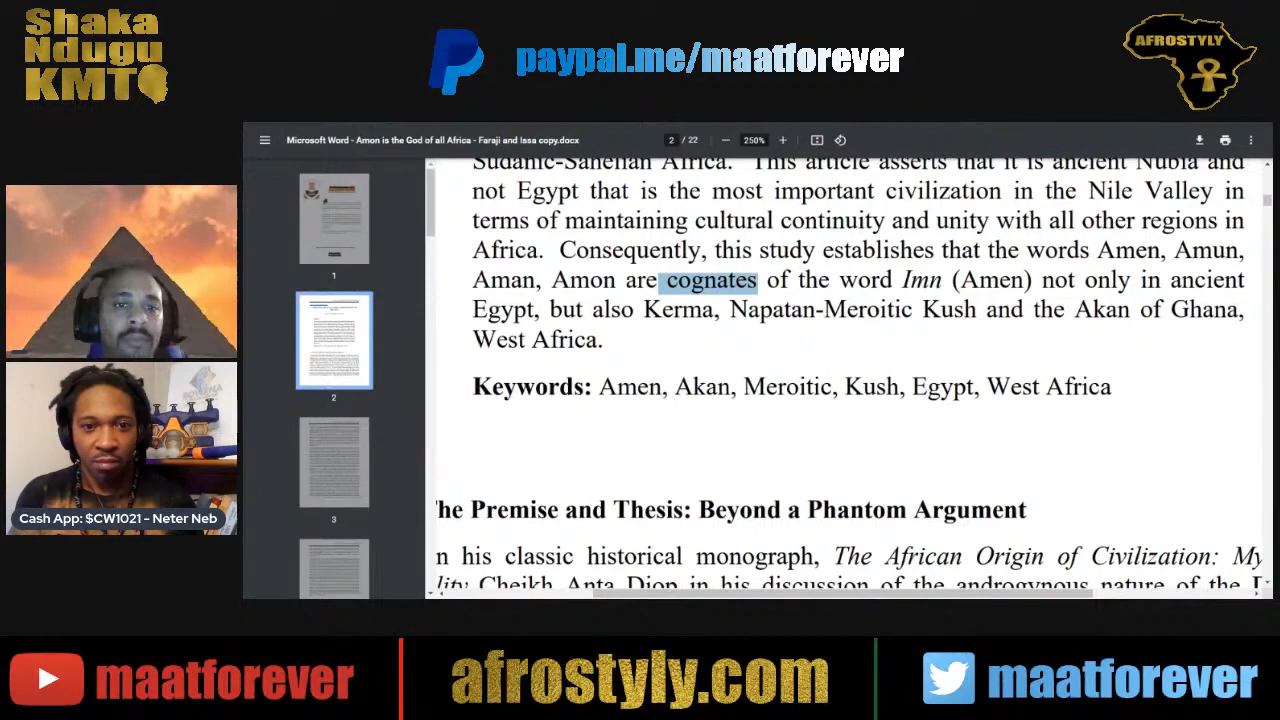 Shaka
Ndugu
KMT
paypal.me/maatforever
AFROSTYLY
Microsoft Word - Amon is the God of all Africa - Faraji and Issa copy.docx
2 / 22
250%
Sudanic-Sahelian Africa. This article asserts that it is ancient Nubia and
not Egypt that is the most important civilization in the Nile Valley in
terms of maintaining cultural continuity and unity with all other regions in
Africa. Consequently, this study establishes that the words Amen, Amun,
Aman, Amon are cognates of the word Imn (Amen) not only in ancient
Egypt, but also Kerma, Napatan-Meroitic Kush and the Akan of Ghana,
West Africa.
Keywords: Amen, Akan, Meroitic, Kush, Egypt, West Africa
he Premise and Thesis: Beyond a Phantom Argument
n his classic historical monograph, The African Origin of Civilization: My
lity Cheikh Anta Diop in his discussion of the androgynous nature of the
1
2
3
Cash App: $CW1021 - Neter Neb
maatforever
afrostyly.com
maatforever